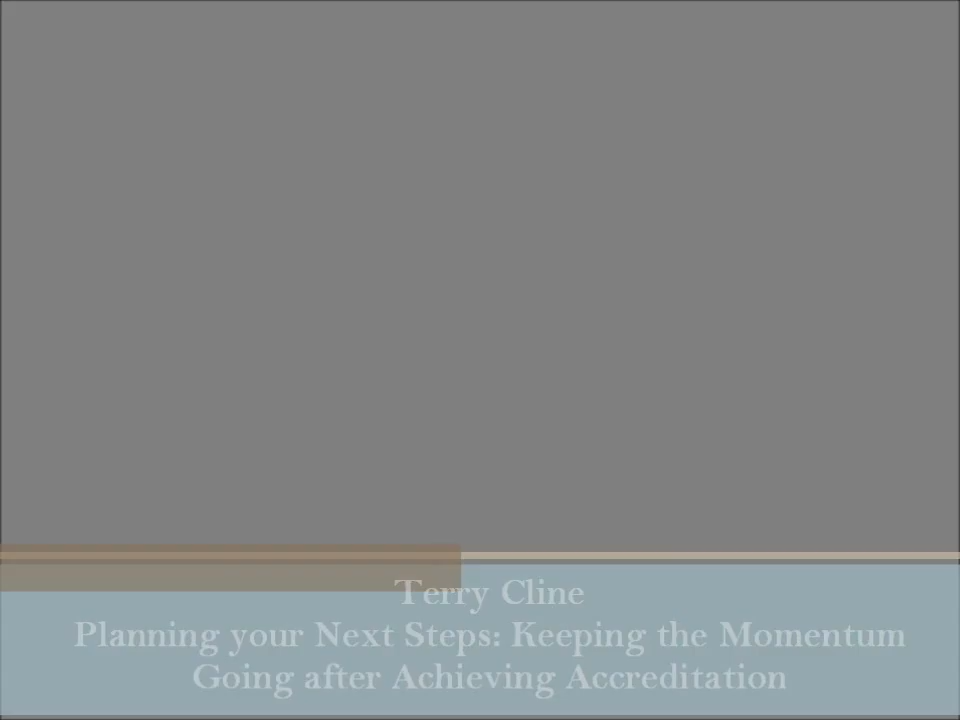 Terry Cline
Planning your Next Steps: Keeping the Momentum
Going after Achieving Accreditation